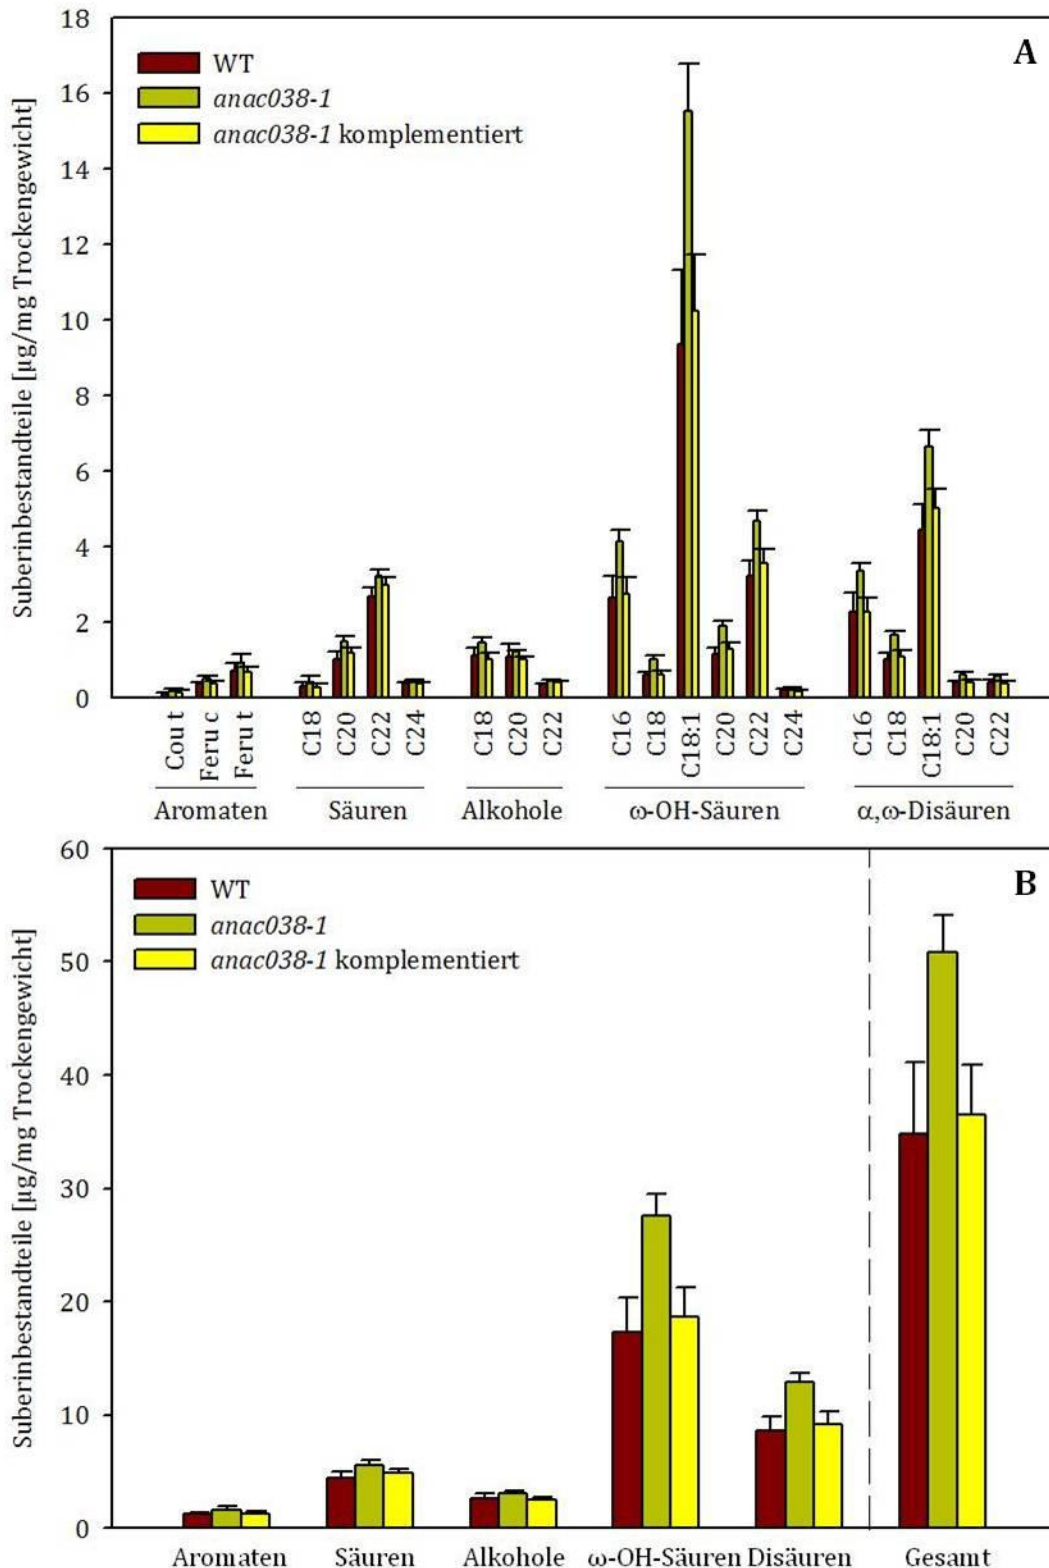 18
A
WT
16
anac038-1
anac038-1 komplementiert
14
12
10
8
6
4
2
0
Suberinbestandteile [µg/mg Trockengewicht]
Cou t
Feru c
Feru t
C18
C20
C22
C24
C18
C20
C22
C16
C18
C18:1
C20
C22
C24
C16
C18
C18:1
C20
C22
Aromaten Säuren Alkohole ω-OH-Säuren α,ω-Disäuren
60
B
WT
anac038-1
anac038-1 komplementiert
50
40
30
20
10
0
Suberinbestandteile [µg/mg Trockengewicht]
Aromaten Säuren Alkohole ω-OH-Säuren Disäuren Gesamt